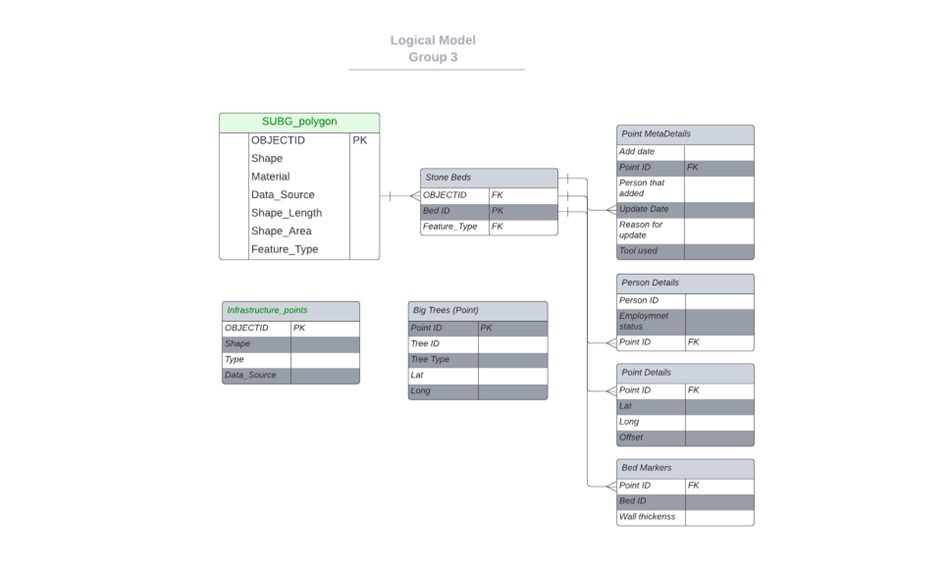 Logical Model
Group 3
SUBG_polygon
OBJECTID PK
Shape
Material
Data_Source
Shape_Length
Shape_Area
Feature_Type
Stone Beds
OBJECTID FK
Bed ID PK
Feature_Type FK
Point MetaDetails
Add date
Point ID FK
Person that
added
Update Date
Reason for
update
Tool used
Person Details
Person ID
Employmnet
status
Point ID FK
Infrastructure_points
OBJECTID PK
Shape
Type
Data_Source
Big Trees (Point)
Point ID PK
Tree ID
Tree Type
Lat
Long
Point Details
Point ID FK
Lat
Long
Offset
Bed Markers
Point ID FK
Bed ID
Wall thickenss